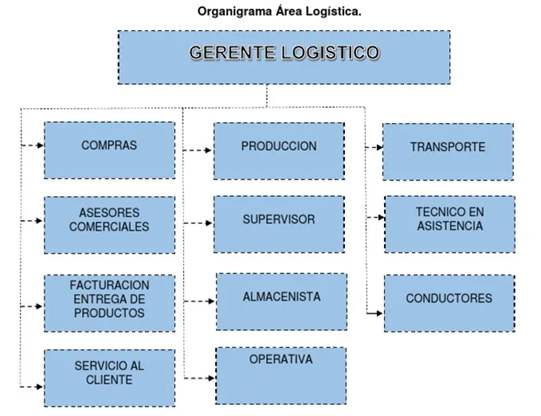 Organigrama Área Logística.
GERENTE LOGISTICO
COMPRAS
PRODUCCION
TRANSPORTE
ASESORES
COMERCIALES
SUPERVISOR
TECNICO EN
ASISTENCIA
FACTURACION
ENTREGA DE
PRODUCTOS
ALMACENISTA
CONDUCTORES
SERVICIO AL
CLIENTE
OPERATIVA